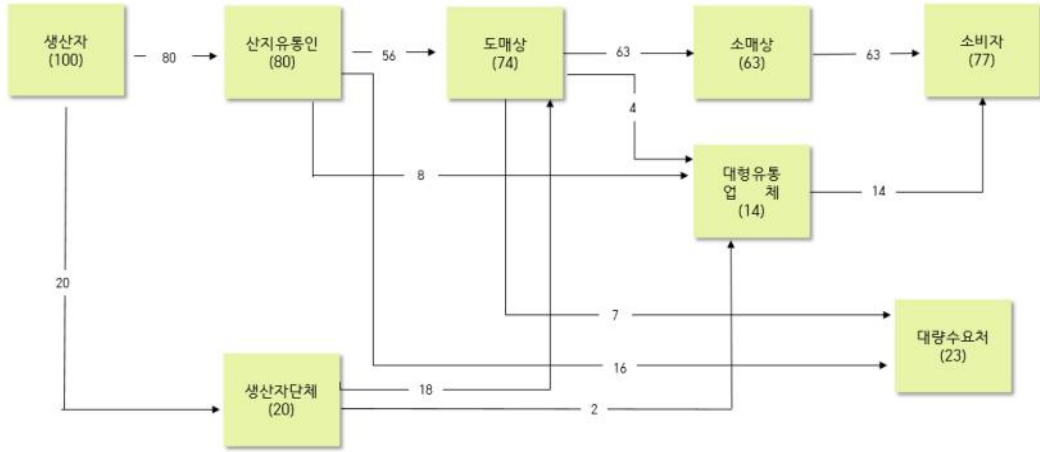 생산자
(100)
80
산지유통인
(80)
56
도매상
(74)
63
소매상
(63)
63
소비자
(77)
4
8
대형유통
업 체
(14)
14
20
7
대량수요처
(23)
16
생산자단체
(20)
18
2